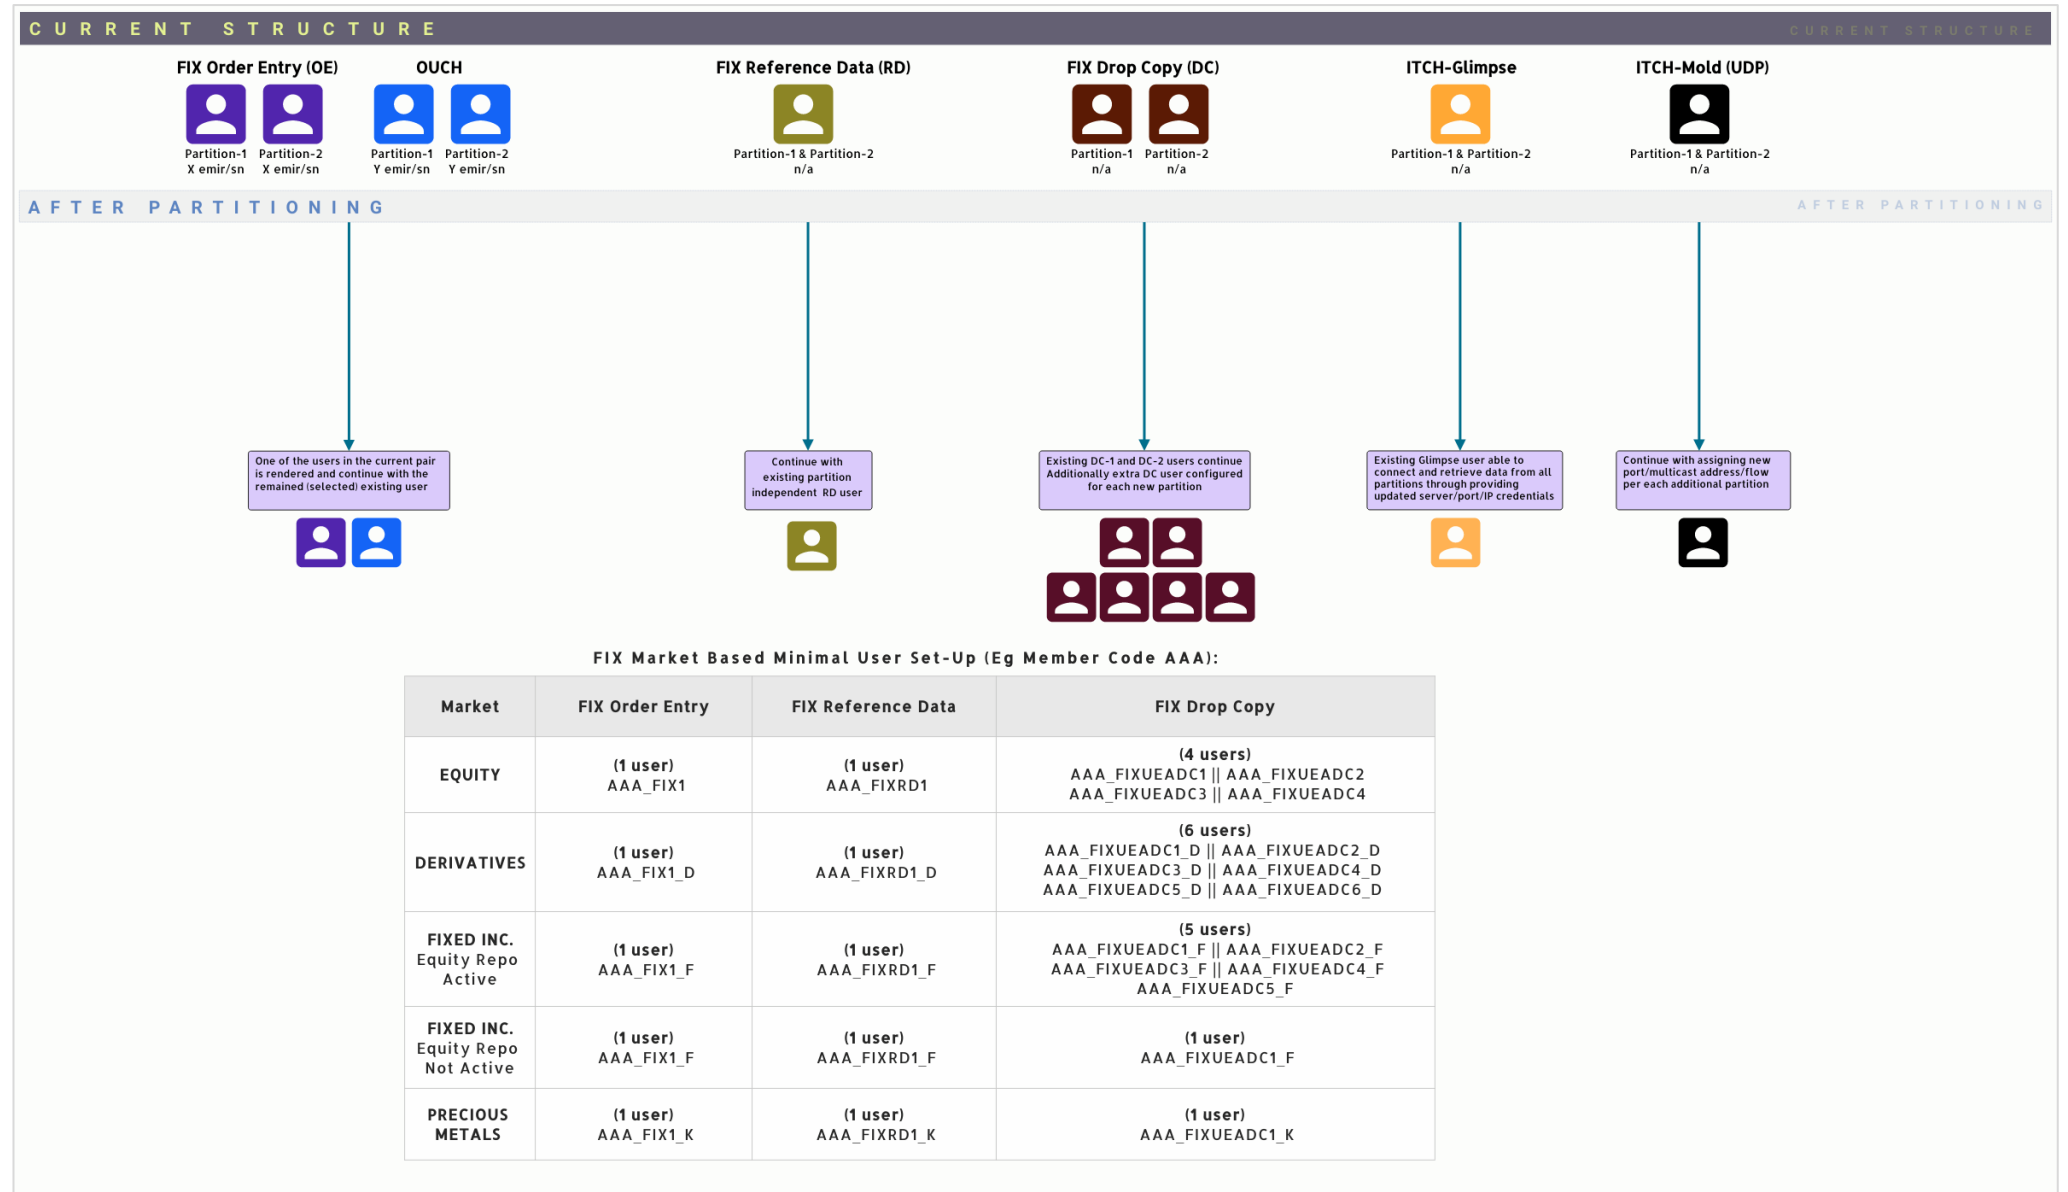 CURRENT STRUCTURE
CURRENT STRUCTURE
FIX Order Entry (OE)
OUCH
FIX Reference Data (RD)
FIX Drop Copy (DC)
ITCH-Glimpse
ITCH-Mold (UDP)
Partition-1
X emir/sn
Partition-2
X emir/sn
Partition-1
Y emir/sn
Partition-2
Y emir/sn
Partition-1 & Partition-2
n/a
Partition-1
n/a
Partition-2
n/a
Partition-1 & Partition-2
n/a
Partition-1 & Partition-2
n/a
AFTER PARTITIONING
AFTER PARTITIONING
One of the users in the current pair
is rendered and continue with the
remained (selected) existing user
Continue with
existing partition
independent RD user
Existing DC-1 and DC-2 users continue
Additionally extra DC user configured
for each new partition
Existing Glimpse user able to
connect and retrieve data from all
partitions through providing
updated server/port/IP credentials
Continue with assigning new
port/multicast address/flow
per each additional partition
FIX Market Based Minimal User Set-Up (Eg Member Code AAA):
Market
FIX Order Entry
FIX Reference Data
FIX Drop Copy
EQUITY
(1 user)
AAA_FIX1
(1 user)
AAA_FIXRD1
(4 users)
AAA_FIXUEADC1 || AAA_FIXUEADC2
AAA_FIXUEADC3 || AAA_FIXUEADC4
DERIVATIVES
(1 user)
AAA_FIX1_D
(1 user)
AAA_FIXRD1_D
(6 users)
AAA_FIXUEADC1_D || AAA_FIXUEADC2_D
AAA_FIXUEADC3_D || AAA_FIXUEADC4_D
AAA_FIXUEADC5_D || AAA_FIXUEADC6_D
FIXED INC.
Equity Repo
Active
(1 user)
AAA_FIX1_F
(1 user)
AAA_FIXRD1_F
(5 users)
AAA_FIXUEADC1_F || AAA_FIXUEADC2_F
AAA_FIXUEADC3_F || AAA_FIXUEADC4_F
AAA_FIXUEADC5_F
FIXED INC.
Equity Repo
Not Active
(1 user)
AAA_FIX1_F
(1 user)
AAA_FIXRD1_F
(1 user)
AAA_FIXUEADC1_F
PRECIOUS
METALS
(1 user)
AAA_FIX1_K
(1 user)
AAA_FIXRD1_K
(1 user)
AAA_FIXUEADC1_K